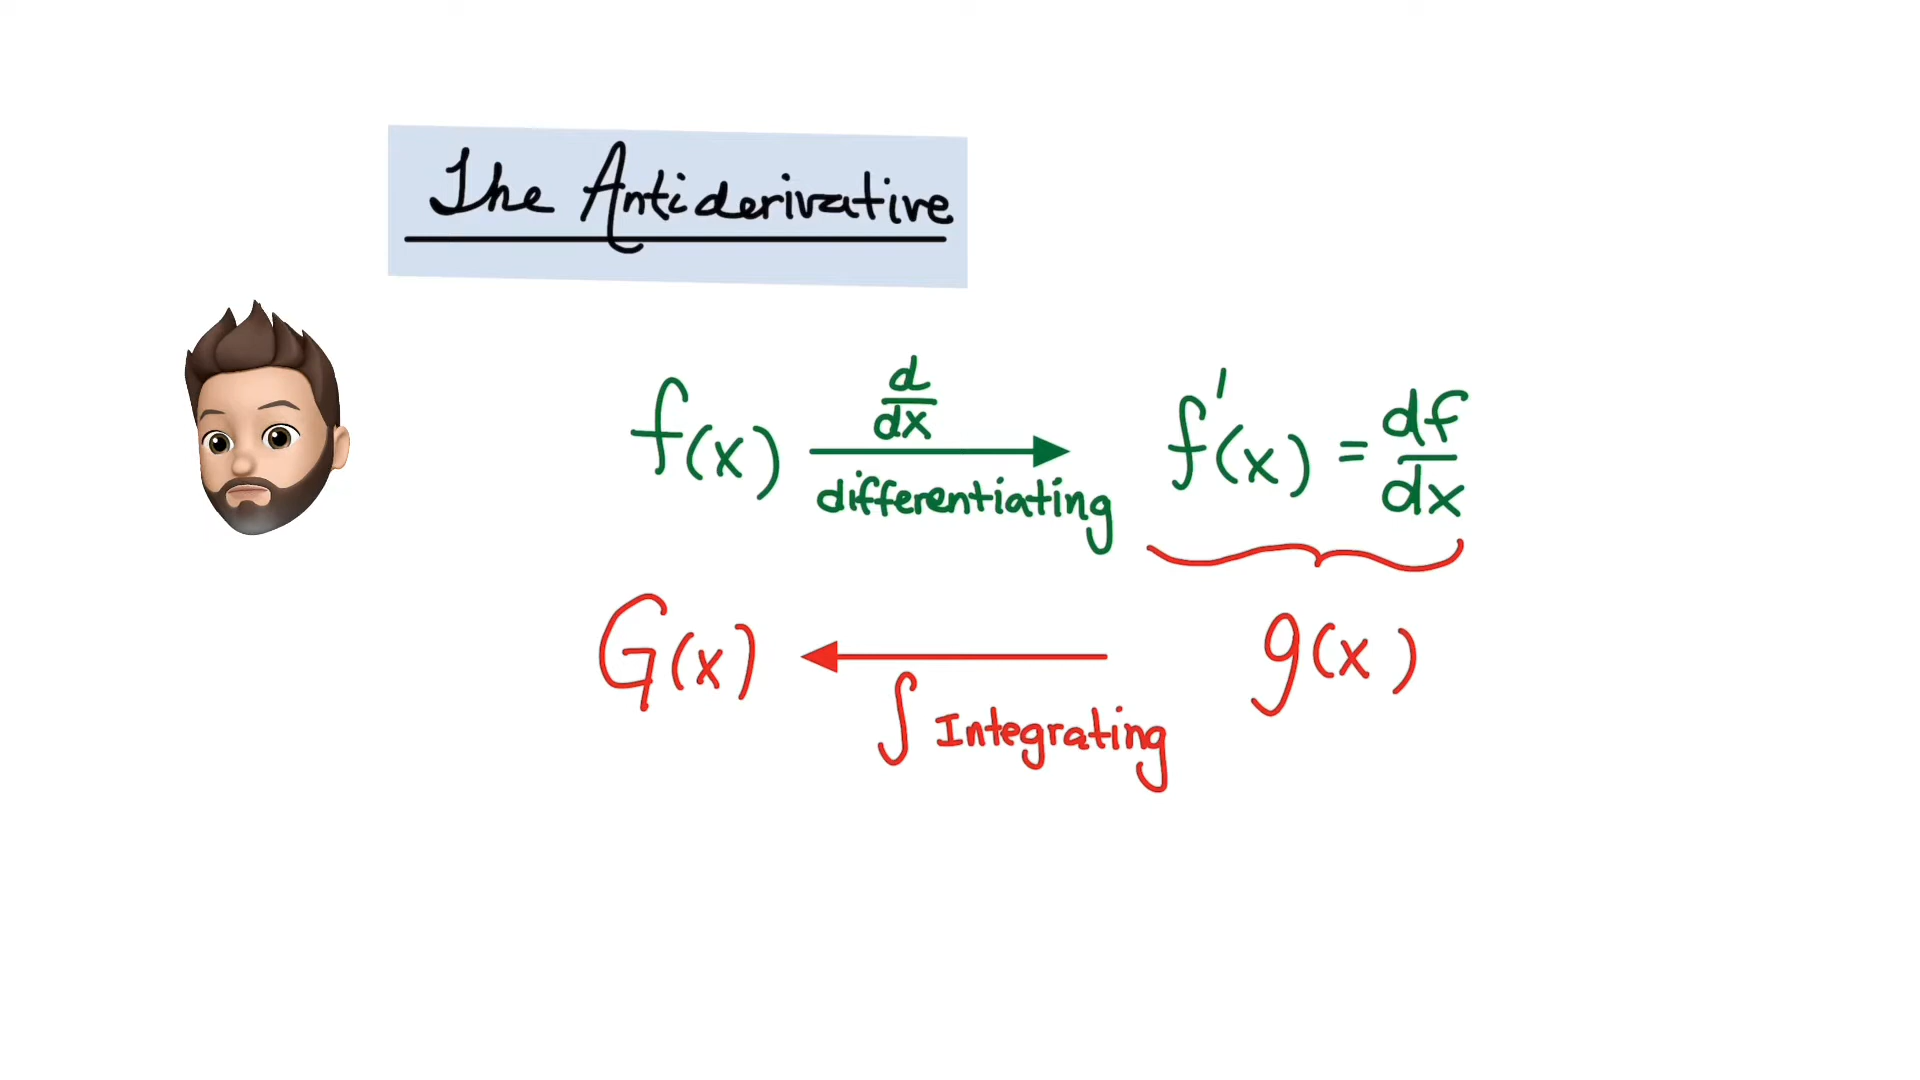 The Antiderivative
f(x) d/dx differentiating f'(x) = df/dx
G(x) ∫ Integrating g(x)